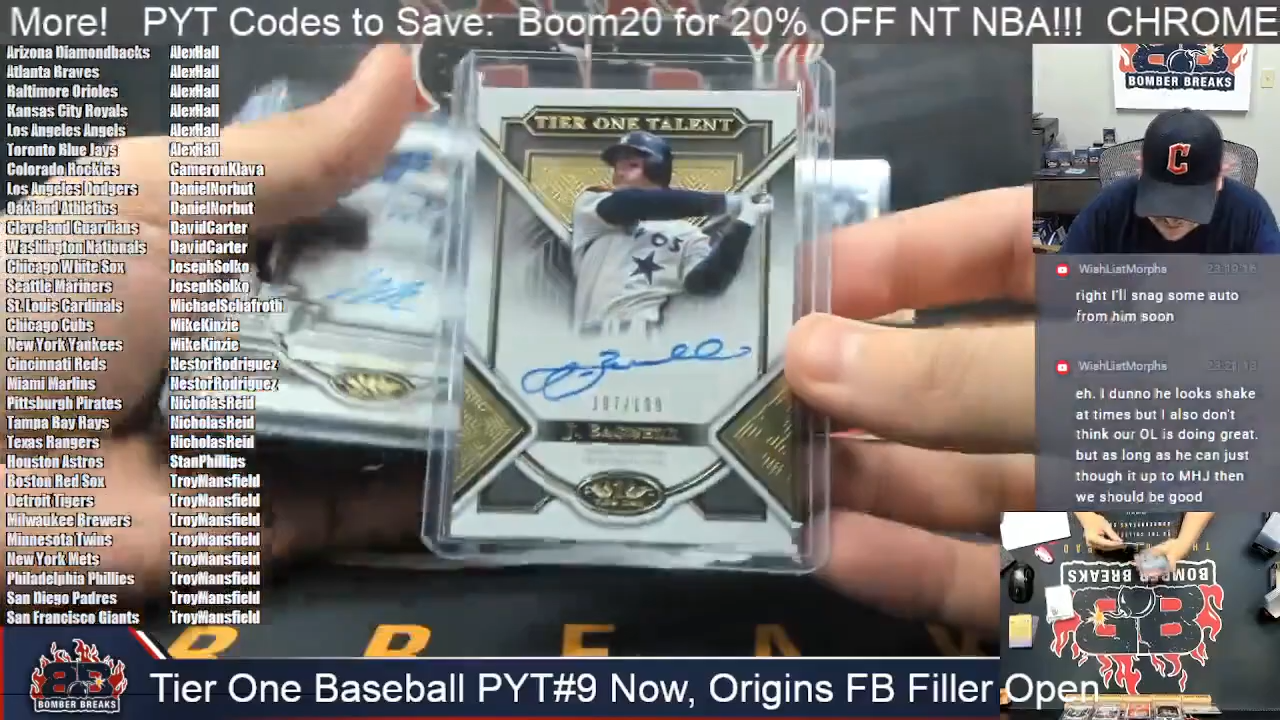 More!   PYT Codes to Save:  Boom20 for 20% OFF NT NBA!!!  CHROME
Arizona Diamondbacks AlexHall
Atlanta Braves AlexHall
Baltimore Orioles AlexHall
Kansas City Royals AlexHall
Los Angeles Angels AlexHall
Toronto Blue Jays AlexHall
Colorado Rockies CameronKlava
Los Angeles Dodgers DanielNorbut
Oakland Athletics DanielNorbut
Cleveland Guardians DavidCarter
Washington Nationals DavidCarter
Chicago White Sox JosephSolko
Seattle Mariners JosephSolko
St. Louis Cardinals MichaelSchafroth
Chicago Cubs MikeKinzie
New York Yankees MikeKinzie
Cincinnati Reds NestorRodriguez
Miami Marlins NestorRodriguez
Pittsburgh Pirates NicholasReid
Tampa Bay Rays NicholasReid
Texas Rangers NicholasReid
Houston Astros StanPhillips
Boston Red Sox TroyMansfield
Detroit Tigers TroyMansfield
Milwaukee Brewers TroyMansfield
Minnesota Twins TroyMansfield
New York Mets TroyMansfield
Philadelphia Phillies TroyMansfield
San Diego Padres TroyMansfield
San Francisco Giants TroyMansfield
TIER ONE TALENT
J. BAGWELL
BREA
BOMBER BREAKS
C
WishListMorphs 23:19:16
right I'll snag some auto
from him soon
WishListMorphs
eh. I dunno he looks shake
at times but I also don't
think our OL is doing great.
but as long as he can just
though it up to MHJ then
we should be good
BOMBER BREAKS
BB
BOMBER BREAKS
Tier One Baseball PYT#9 Now, Origins FB Filler Open